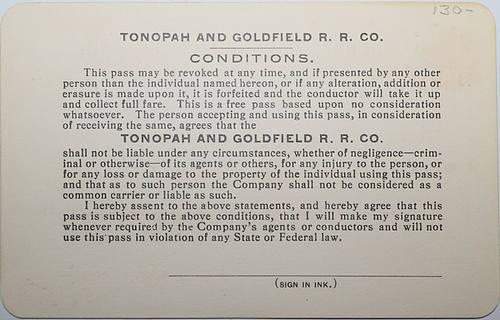 130-
TONOPAH AND GOLDFIELD R. R. CO.
CONDITIONS.
This pass may be revoked at any time, and if presented by any other
person than the individual named hereon, or if any alteration, addition or
erasure is made upon it, it is forfeited and the conductor will take it up
and collect full fare. This is a free pass based upon no consideration
whatsoever. The person accepting and using this pass, in consideration
of receiving the same, agrees that the
TONOPAH AND GOLDFIELD R. R. CO.
shall not be liable under any circumstances, whether of negligence—crim-
inal or otherwise—of its agents or others, for any injury to the person, or
for any loss or damage to the property of the individual using this pass;
and that as to such person the Company shall not be considered as a
common carrier or liable as such.
I hereby assent to the above statements, and hereby agree that this
pass is subject to the above conditions, that I will make my signature
whenever required by the Company's agents or conductors and will not
use this pass in violation of any State or Federal law.
(SIGN IN INK.)